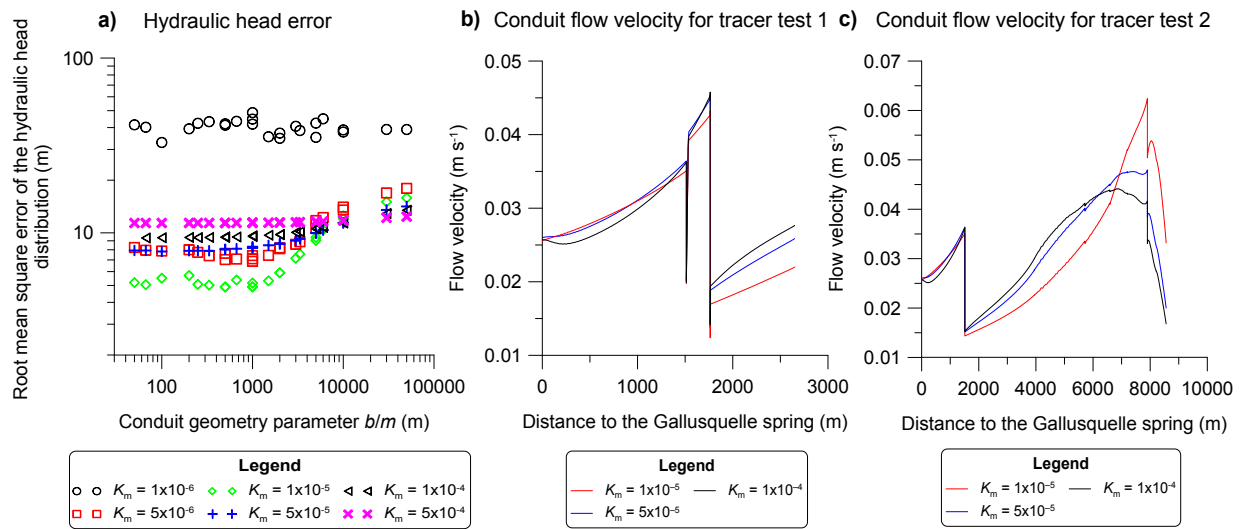 a) Hydraulic head error
Root mean square error of the hydraulic head
distribution (m)
100
10
100
1000
10000
100000
Conduit geometry parameter b/m (m)
Legend
Kₘ = 1x10⁻⁶ Kₘ = 1x10⁻⁵ Kₘ = 1x10⁻⁴
Kₘ = 5x10⁻⁶ Kₘ = 5x10⁻⁵ Kₘ = 5x10⁻⁴
b) Conduit flow velocity for tracer test 1
Flow velocity (m s⁻¹)
0.05
0.04
0.03
0.02
0.01
0
1000
2000
3000
Distance to the Gallusquelle spring (m)
Legend
Kₘ = 1x10⁻⁵ Kₘ = 1x10⁻⁴
Kₘ = 5x10⁻⁵
c) Conduit flow velocity for tracer test 2
Flow velocity (m s⁻¹)
0.07
0.06
0.05
0.04
0.03
0.02
0.01
0
2000
4000
6000
8000
10000
Distance to the Gallusquelle spring (m)
Legend
Kₘ = 1x10⁻⁵ Kₘ = 1x10⁻⁴
Kₘ = 5x10⁻⁵